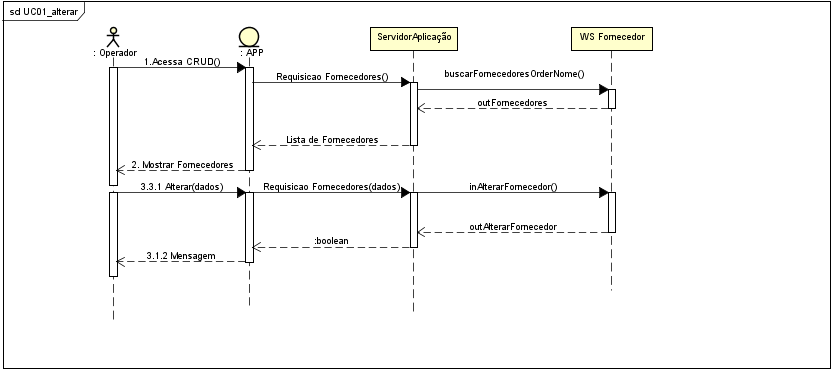 sd UC01_alterar
: Operador
: APP
ServidorAplicação
WS Fornecedor
1.Acessa CRUD()
Requisicao Fornecedores()
buscarFornecedoresOrderNome()
outFornecedores
Lista de Fornecedores
2. Mostrar Fornecedores
3.3.1 Alterar(dados)
Requisicao Fornecedores(dados)
inAlterarFornecedor()
outAlterarFornecedor
:boolean
3.1.2 Mensagem